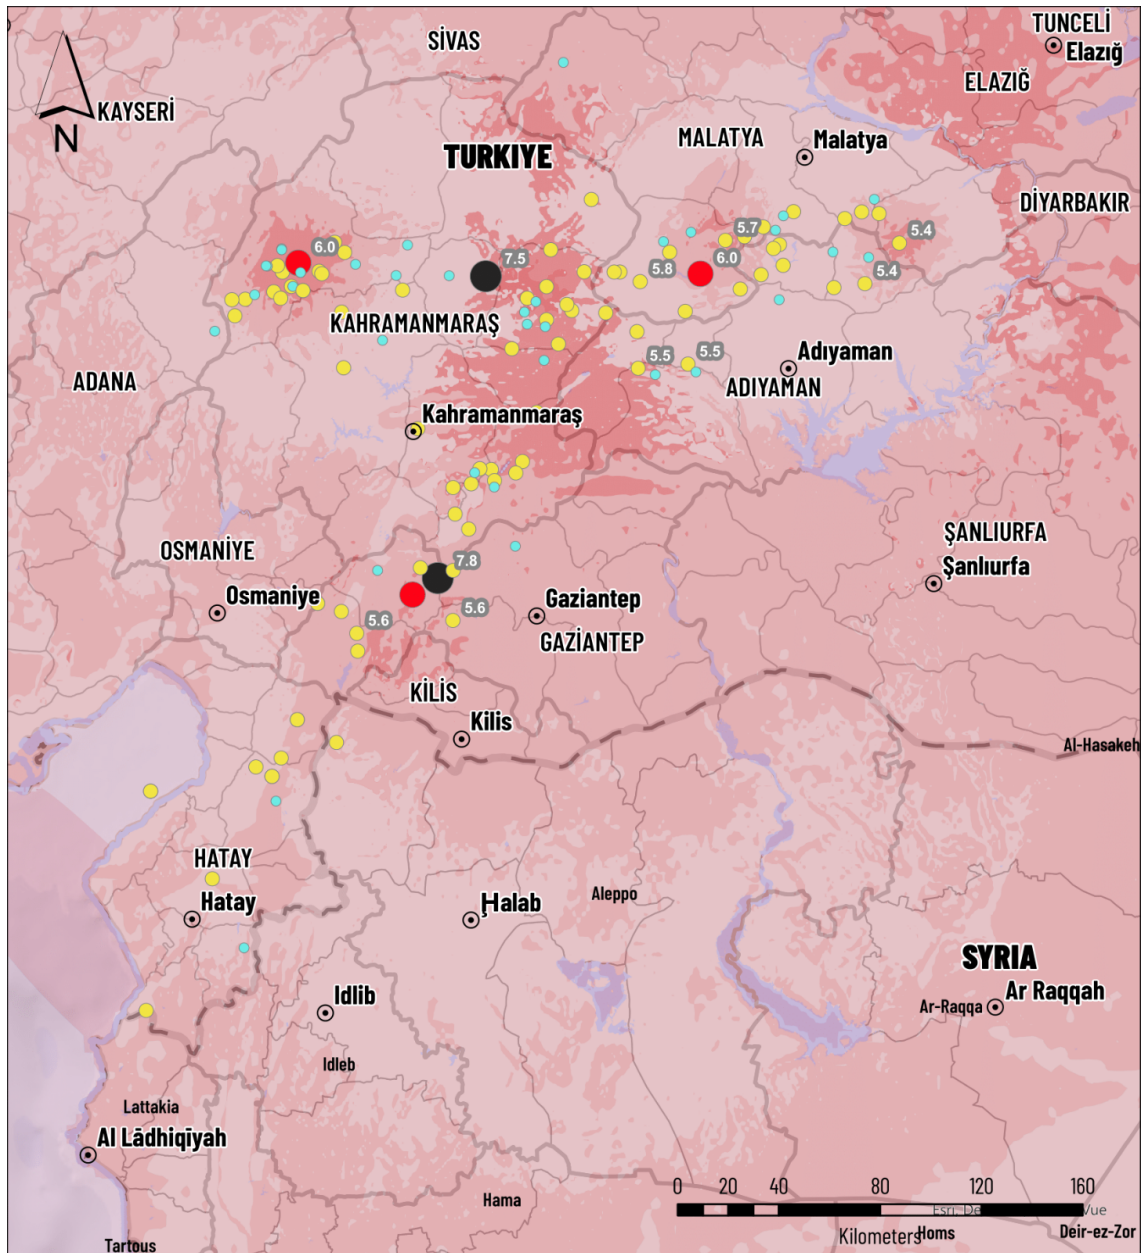 TUNCELİ
Elazığ
SİVAS
ELAZIĞ
KAYSERİ
N
MALATYA
Malatya
TURKIYE
DİYARBAKIR
5.7
5.4
6.0
7.5
5.8
6.0
5.4
KAHRAMANMARAŞ
5.5
5.5
Adıyaman
ADANA
ADIYAMAN
Kahramanmaraş
ŞANLIURFA
OSMANİYE
7.8
Şanlıurfa
Osmaniye
5.6
5.6
Gaziantep
GAZİANTEP
KİLİS
Kilis
Al-Hasakeh
HATAY
Aleppo
Hatay
Ḩalab
SYRIA
Idlib
Ar Raqqah
Ar-Raqqa
Idleb
Lattakia
Al Lādhiqīyah
0 20 40 80 120 160
Hama
Esri, De
Vue
Kilometers
Homs
Deir-ez-Zor
Tartous